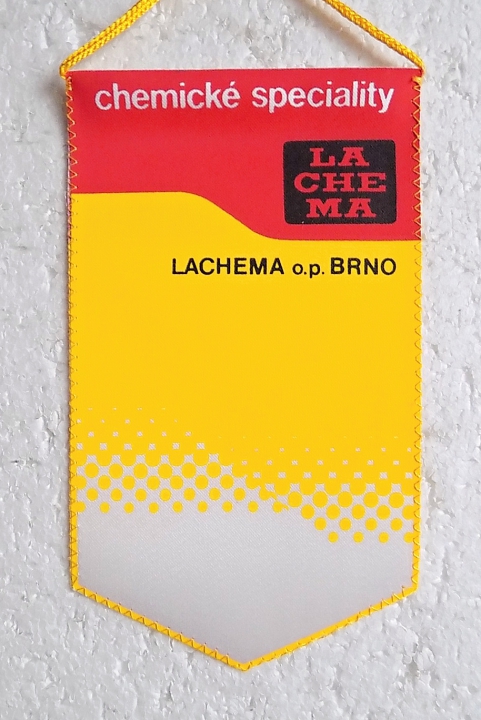 chemické speciality
LA
CHE
MA
LACHEMA o.p. BRNO